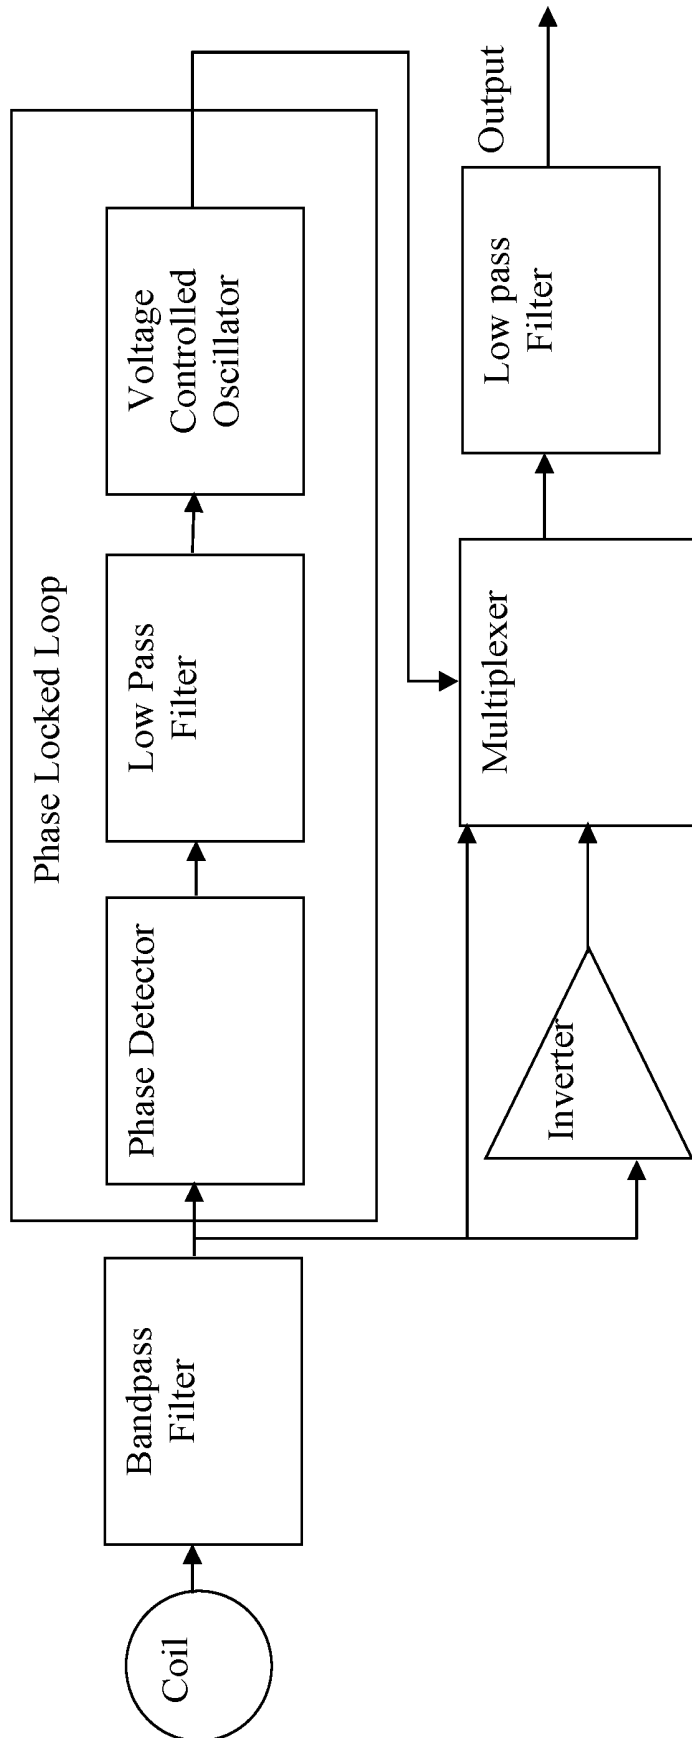 Phase Locked Loop
Coil
Bandpass
Filter
Phase Detector
Low Pass
Filter
Voltage
Controlled
Oscillator
Inverter
Multiplexer
Low pass
Filter
Output